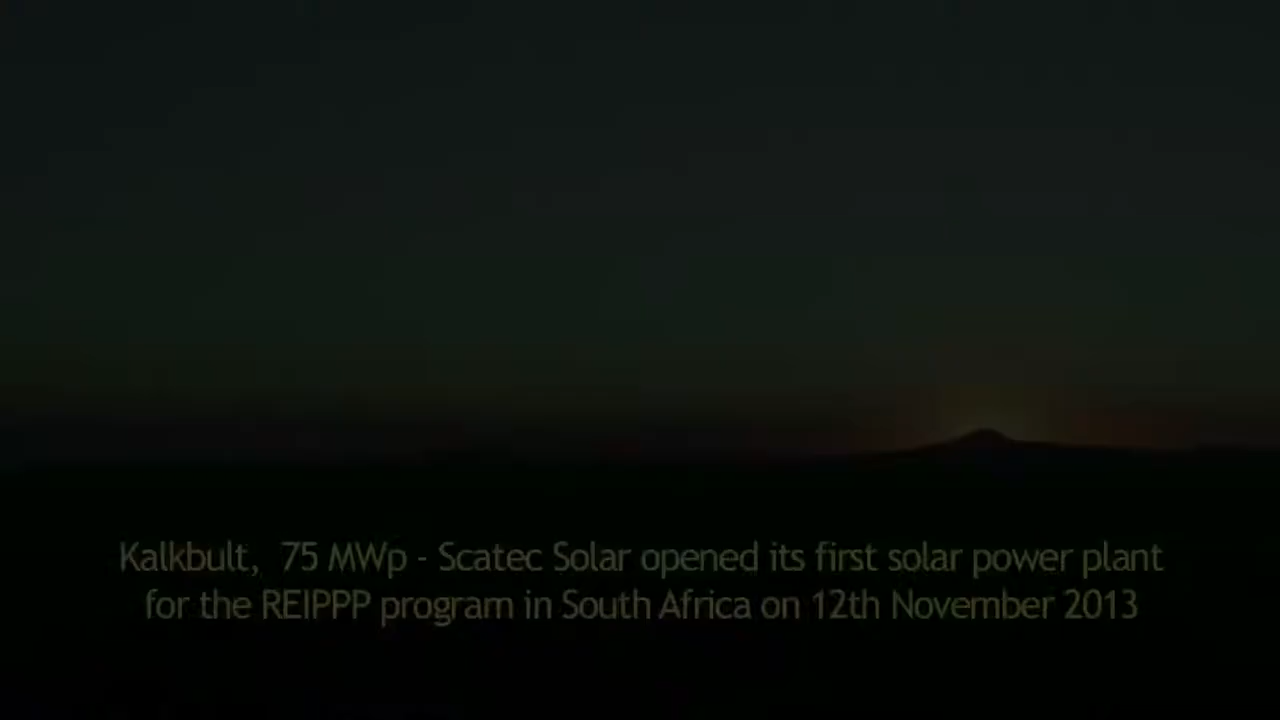 Kalkbult,  75 MWp - Scatec Solar opened its first solar power plant
for the REIPPP program in South Africa on 12th November 2013